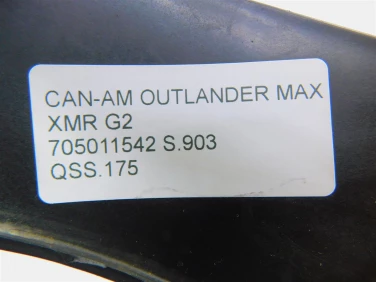 CAN-AM OUTLANDER MAX
XMR G2
705011542 S.903
QSS.175